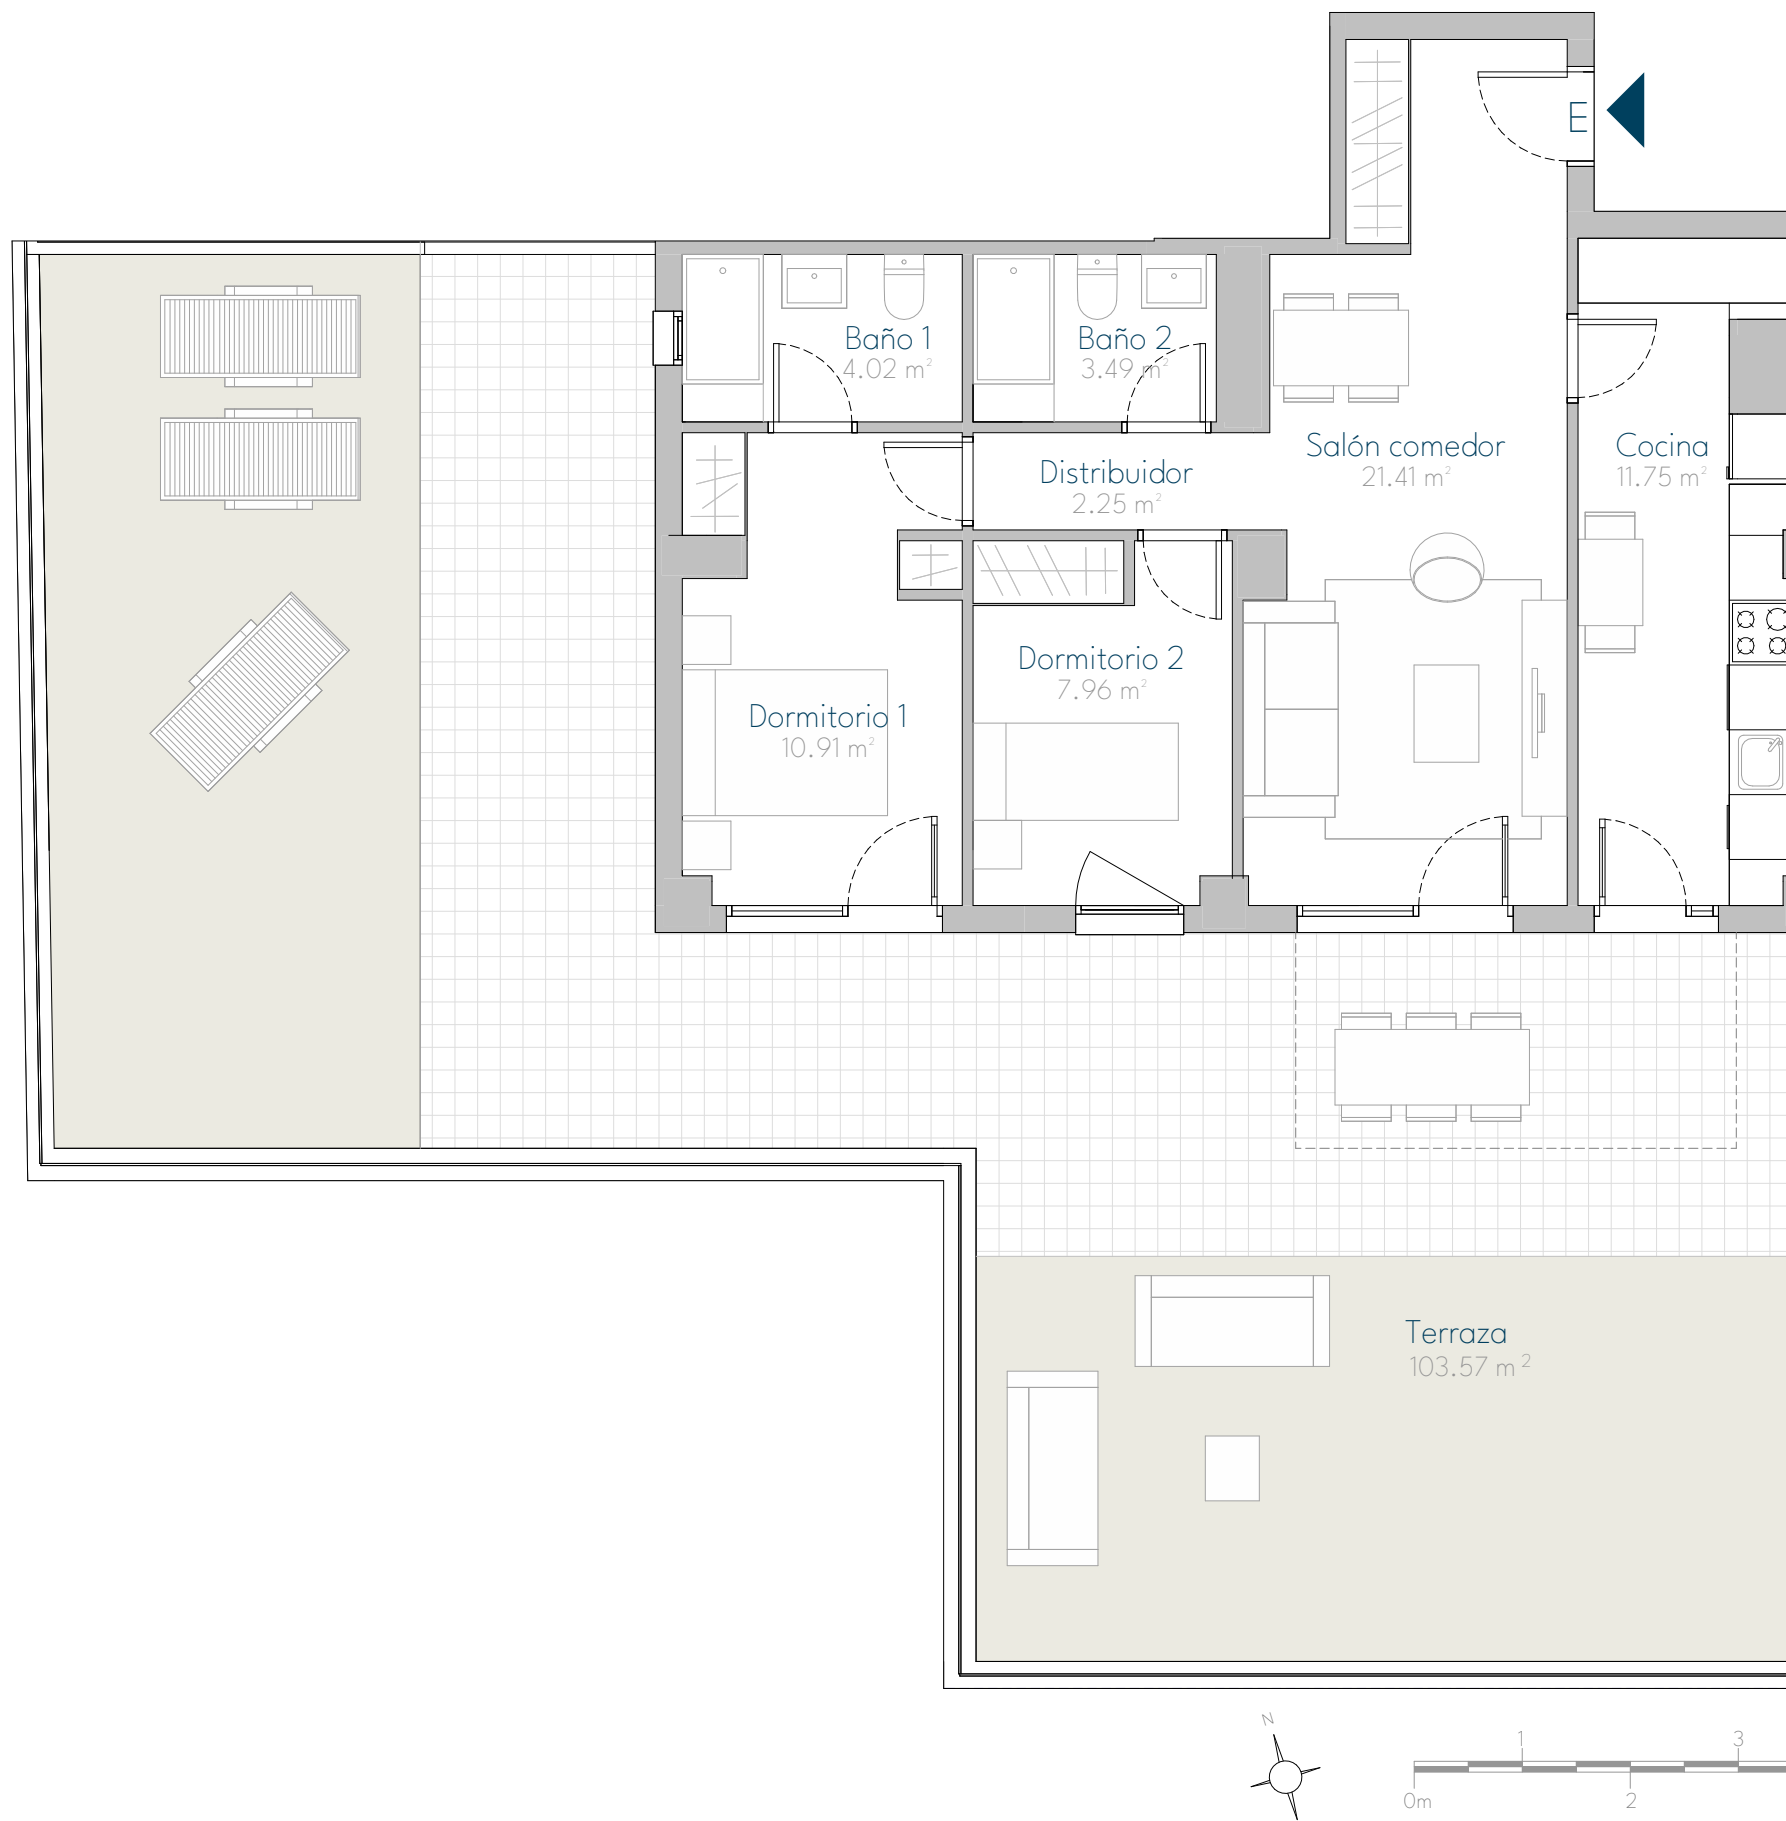 E
Baño 1
4.02 m²
Baño 2
3.49 m²
Distribuidor
2.25 m²
Salón comedor
21.41 m²
Cocina
11.75 m²
Dormitorio 1
10.91 m²
Dormitorio 2
7.96 m²
Terraza
103.57 m²
N
1 3
0m 2